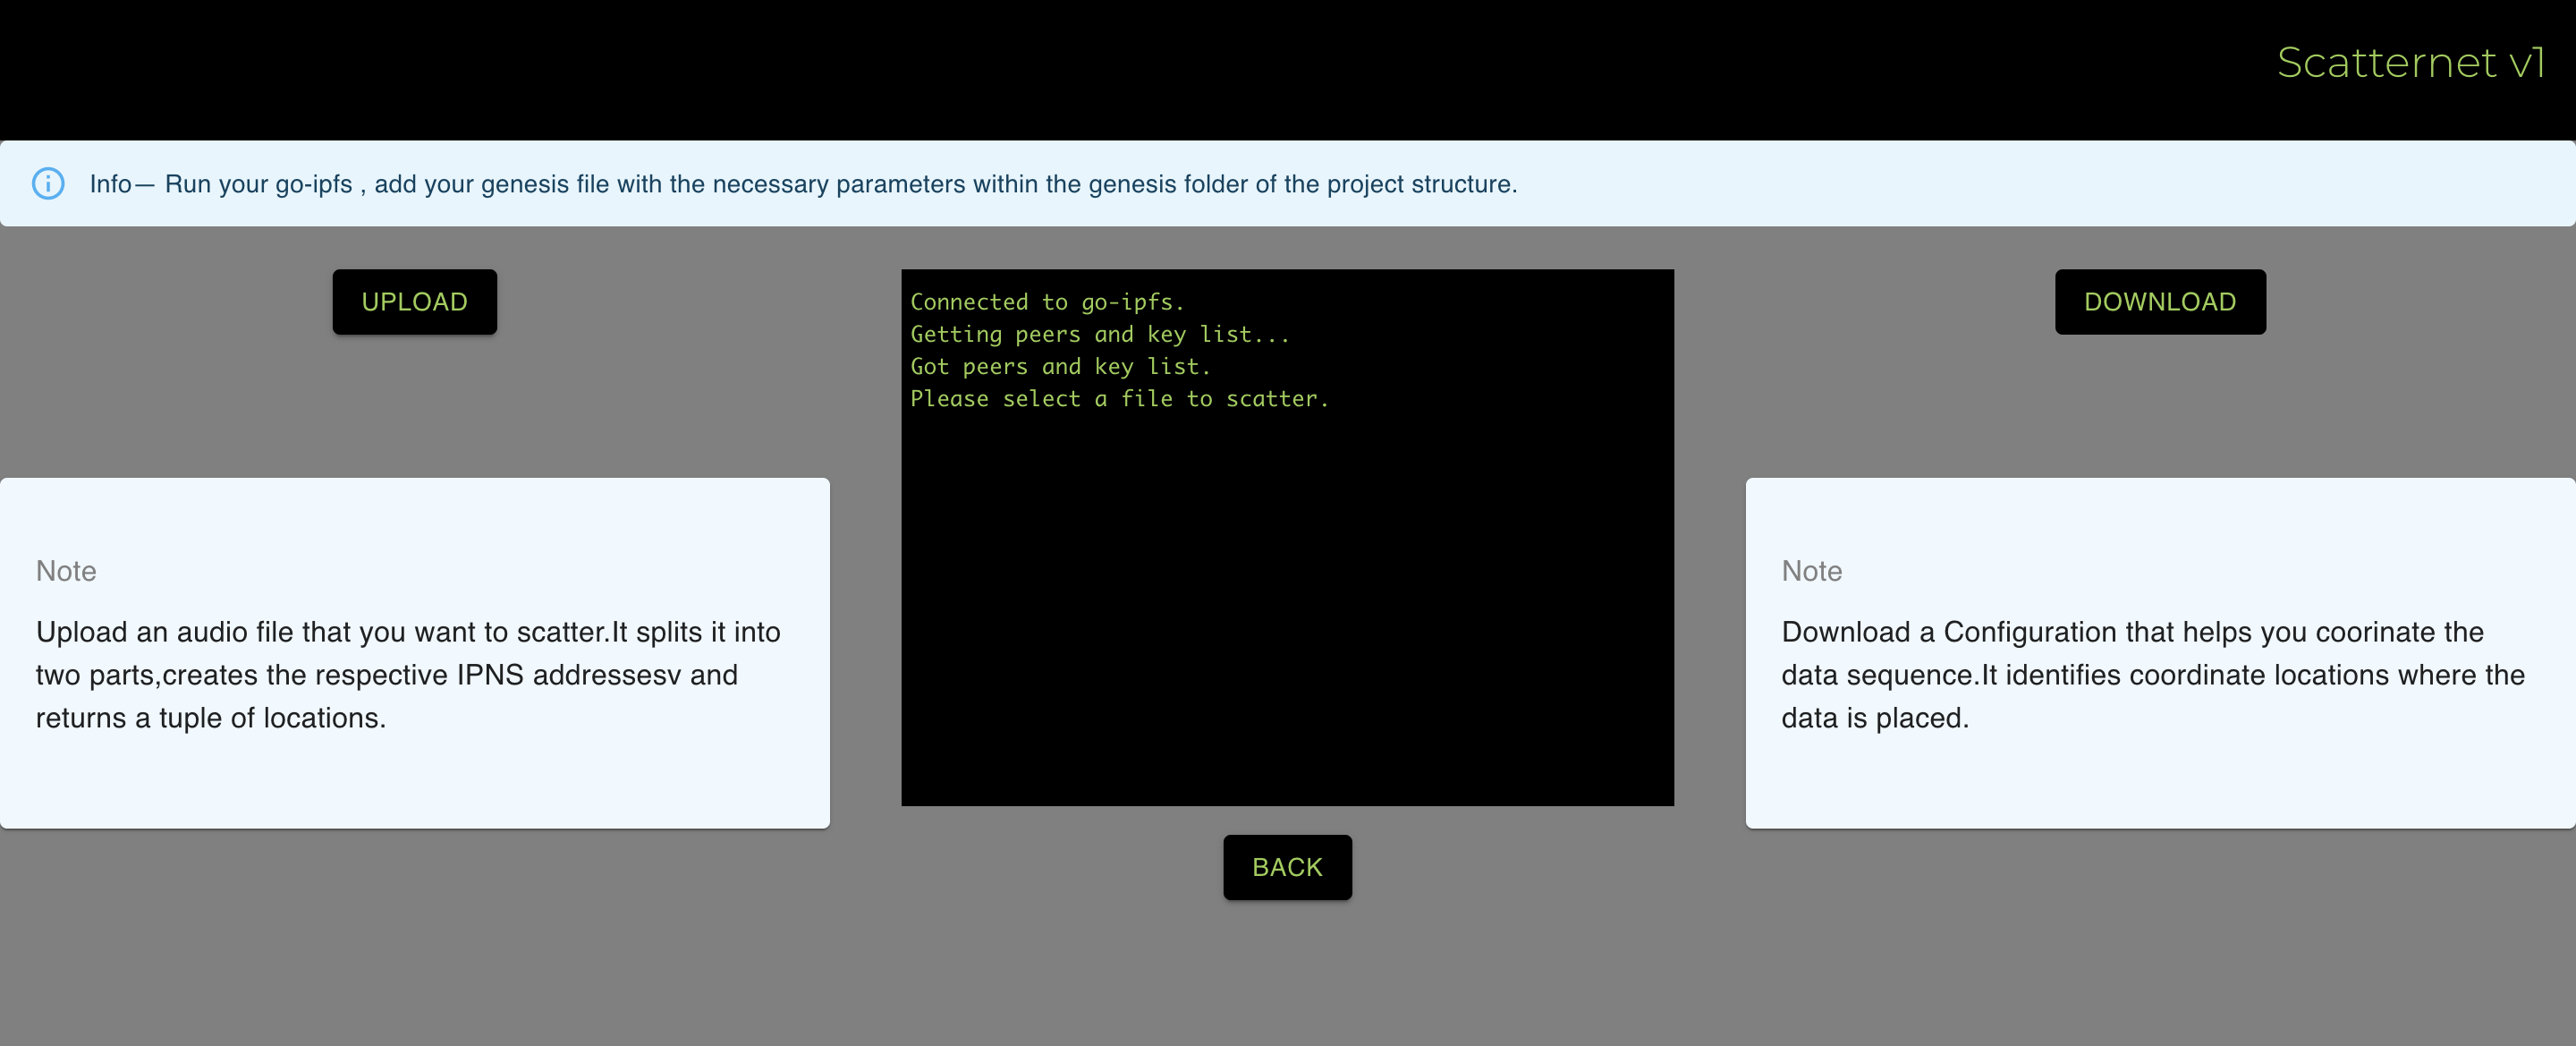 Scatternet v1
Info— Run your go-ipfs , add your genesis file with the necessary parameters within the genesis folder of the project structure.
UPLOAD
Connected to go-ipfs.
Getting peers and key list...
Got peers and key list.
Please select a file to scatter.
DOWNLOAD
Note
Upload an audio file that you want to scatter.It splits it into
two parts,creates the respective IPNS addressesv and
returns a tuple of locations.
Note
Download a Configuration that helps you coorinate the
data sequence.It identifies coordinate locations where the
data is placed.
BACK